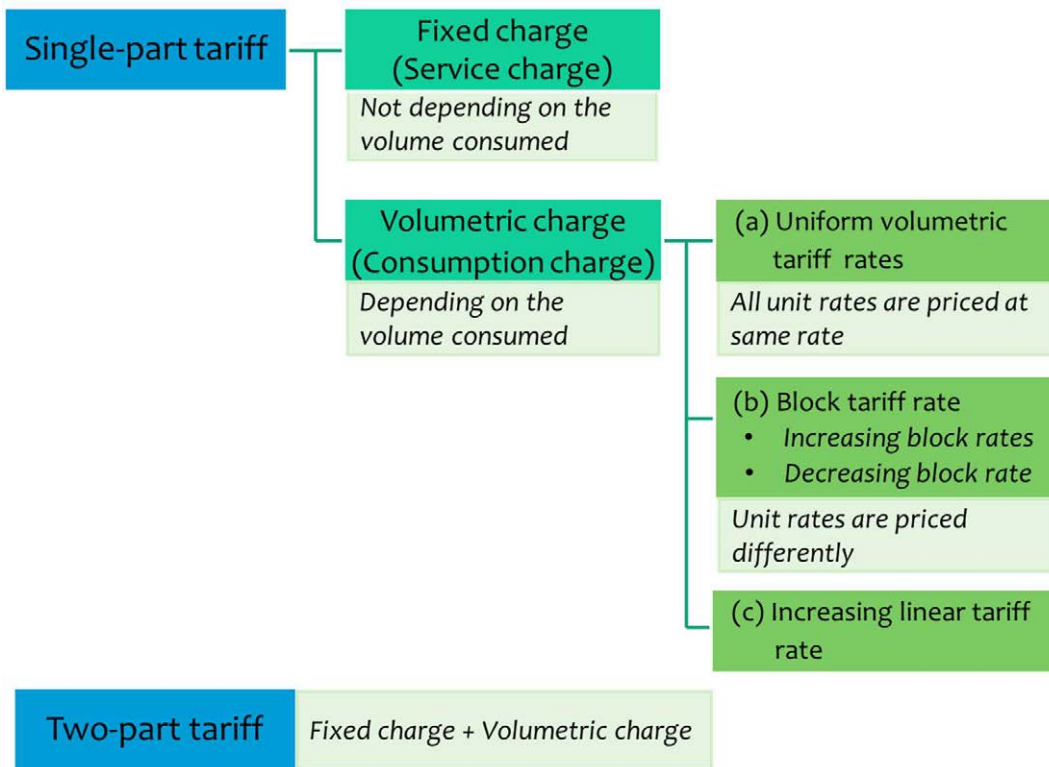 Single-part tariff
Fixed charge
(Service charge)
Not depending on the
volume consumed
Volumetric charge
(Consumption charge)
Depending on the
volume consumed
(a) Uniform volumetric
tariff rates
All unit rates are priced at
same rate
(b) Block tariff rate
• Increasing block rates
• Decreasing block rate
Unit rates are priced
differently
(c) Increasing linear tariff
rate
Two-part tariff
Fixed charge + Volumetric charge